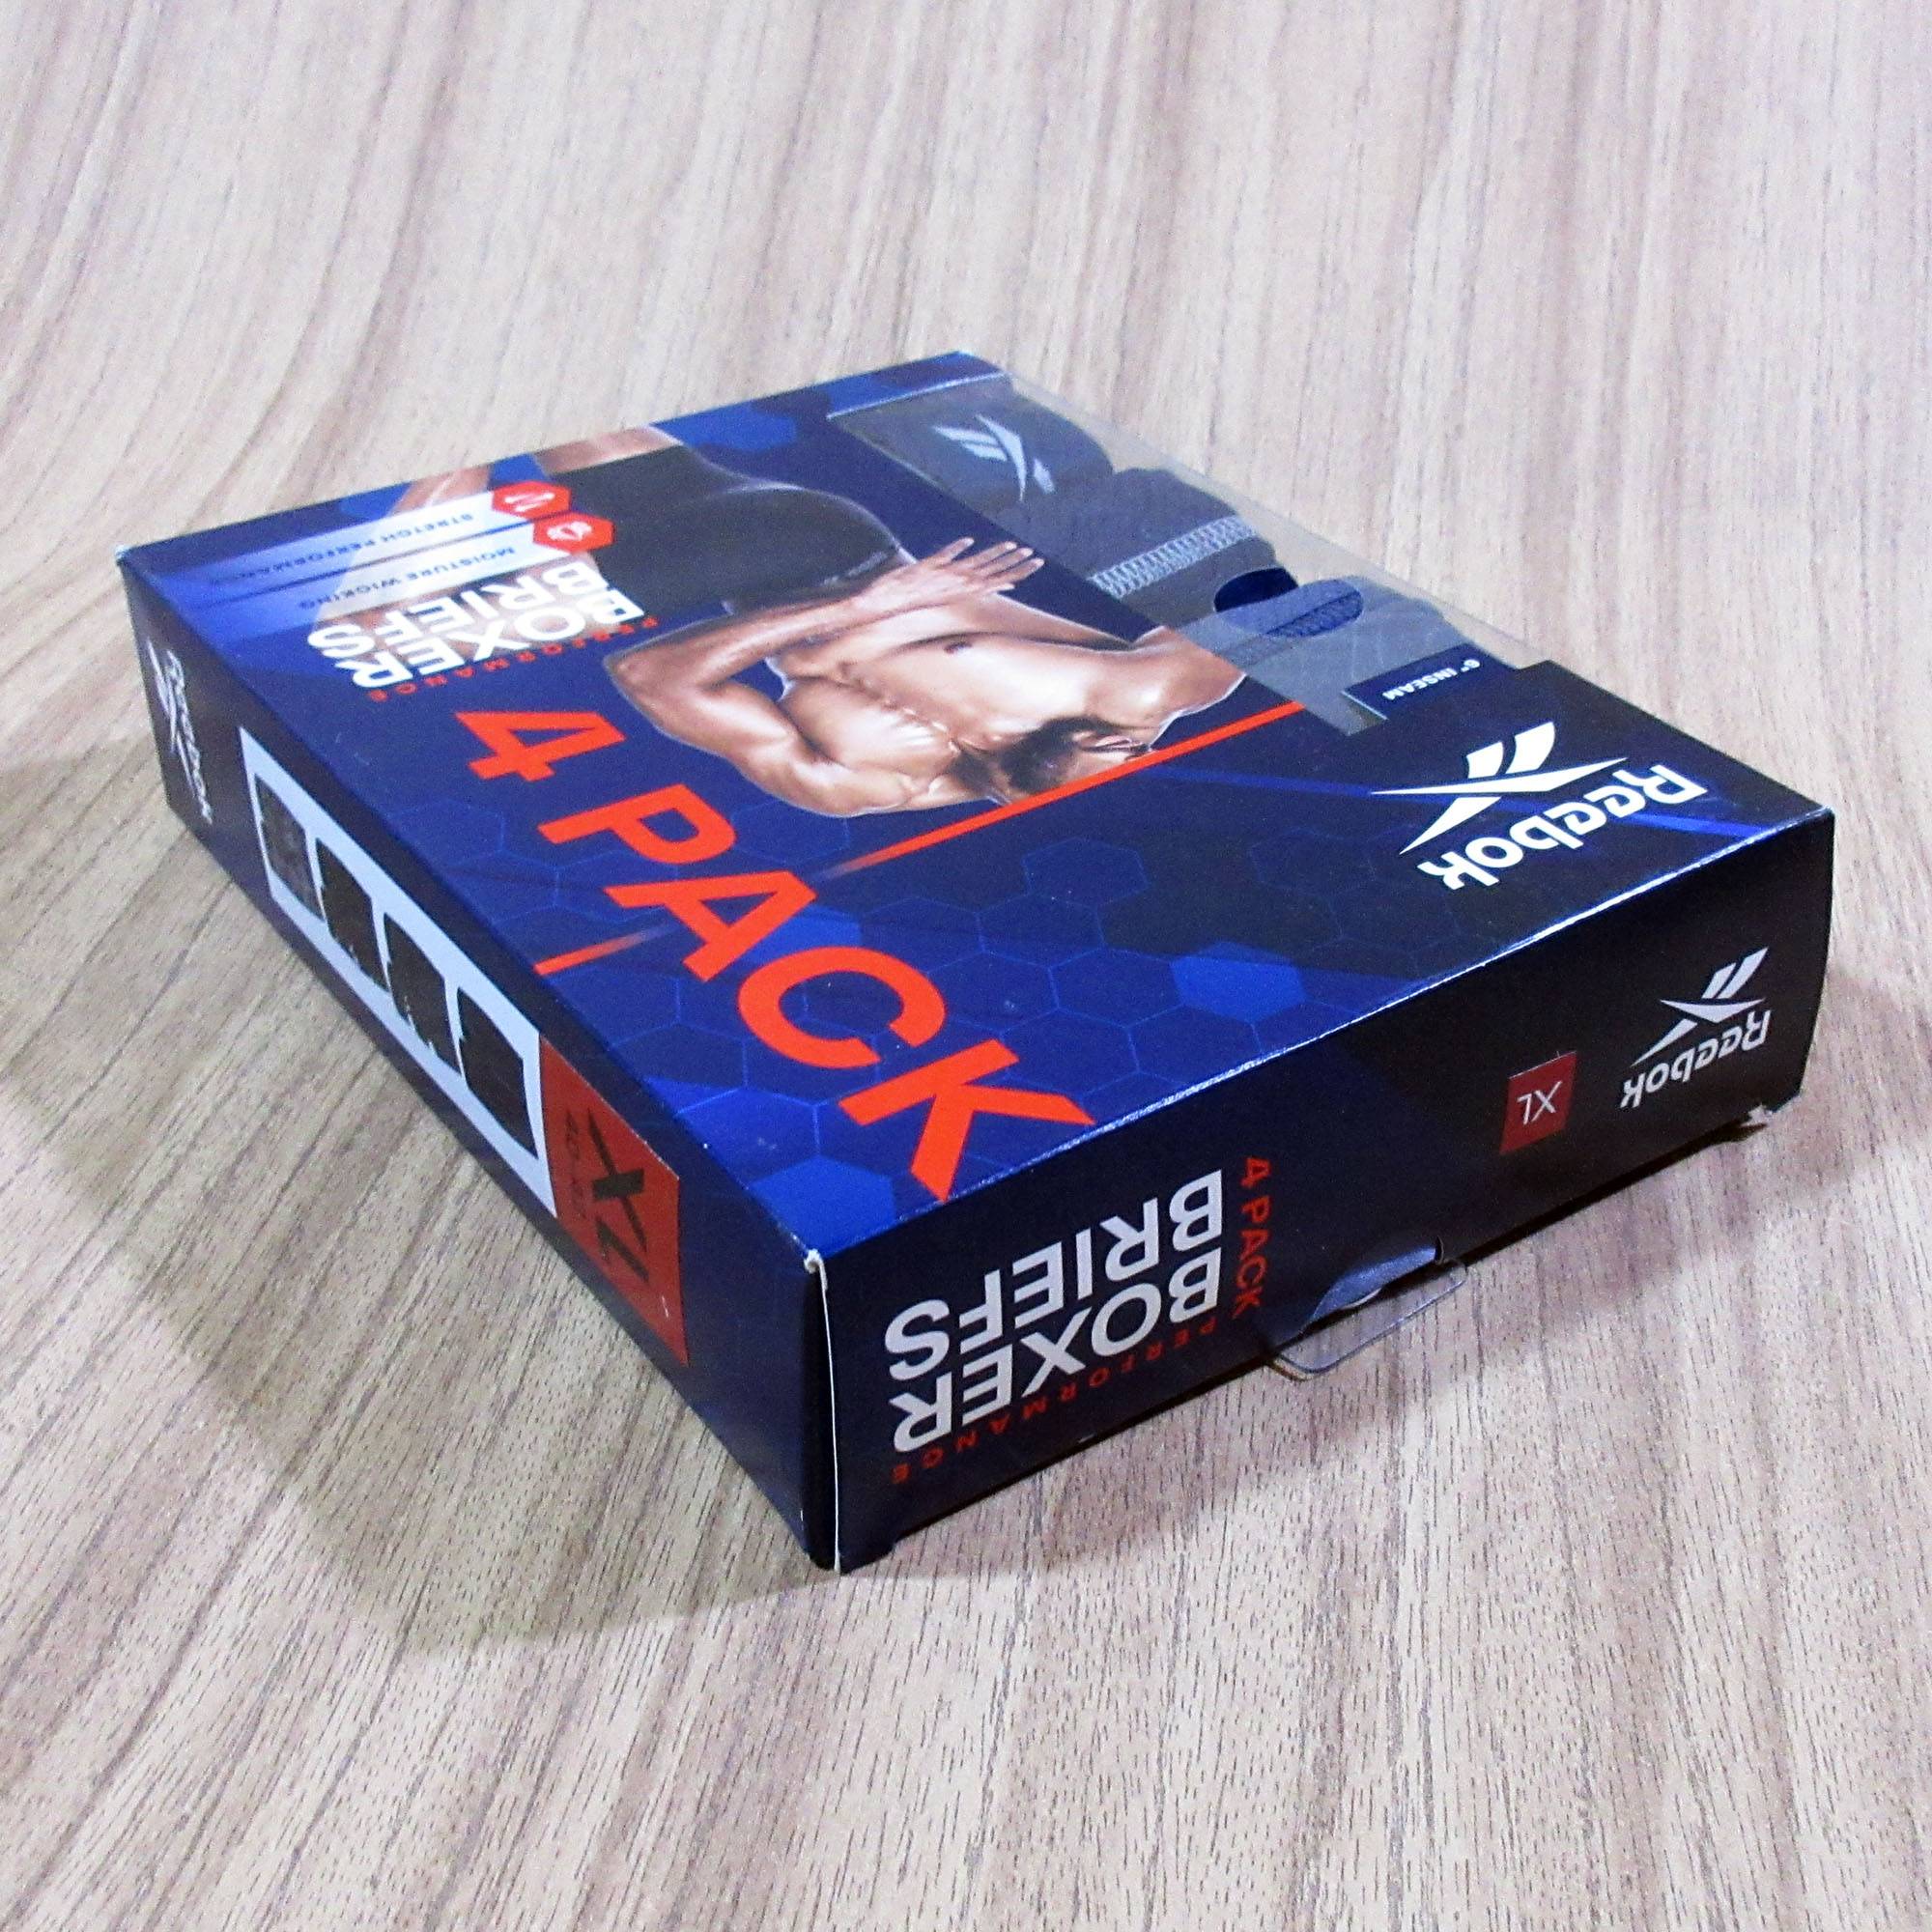 Reebok
6" INSEAM
4 PACK
PERFORMANCE
BOXER
BRIEFS
MOISTURE WICKING
STRETCH PERFORMANCE
Reebok
XL
4 PACK
PERFORMANCE
BOXER
BRIEFS
Reebok
XL